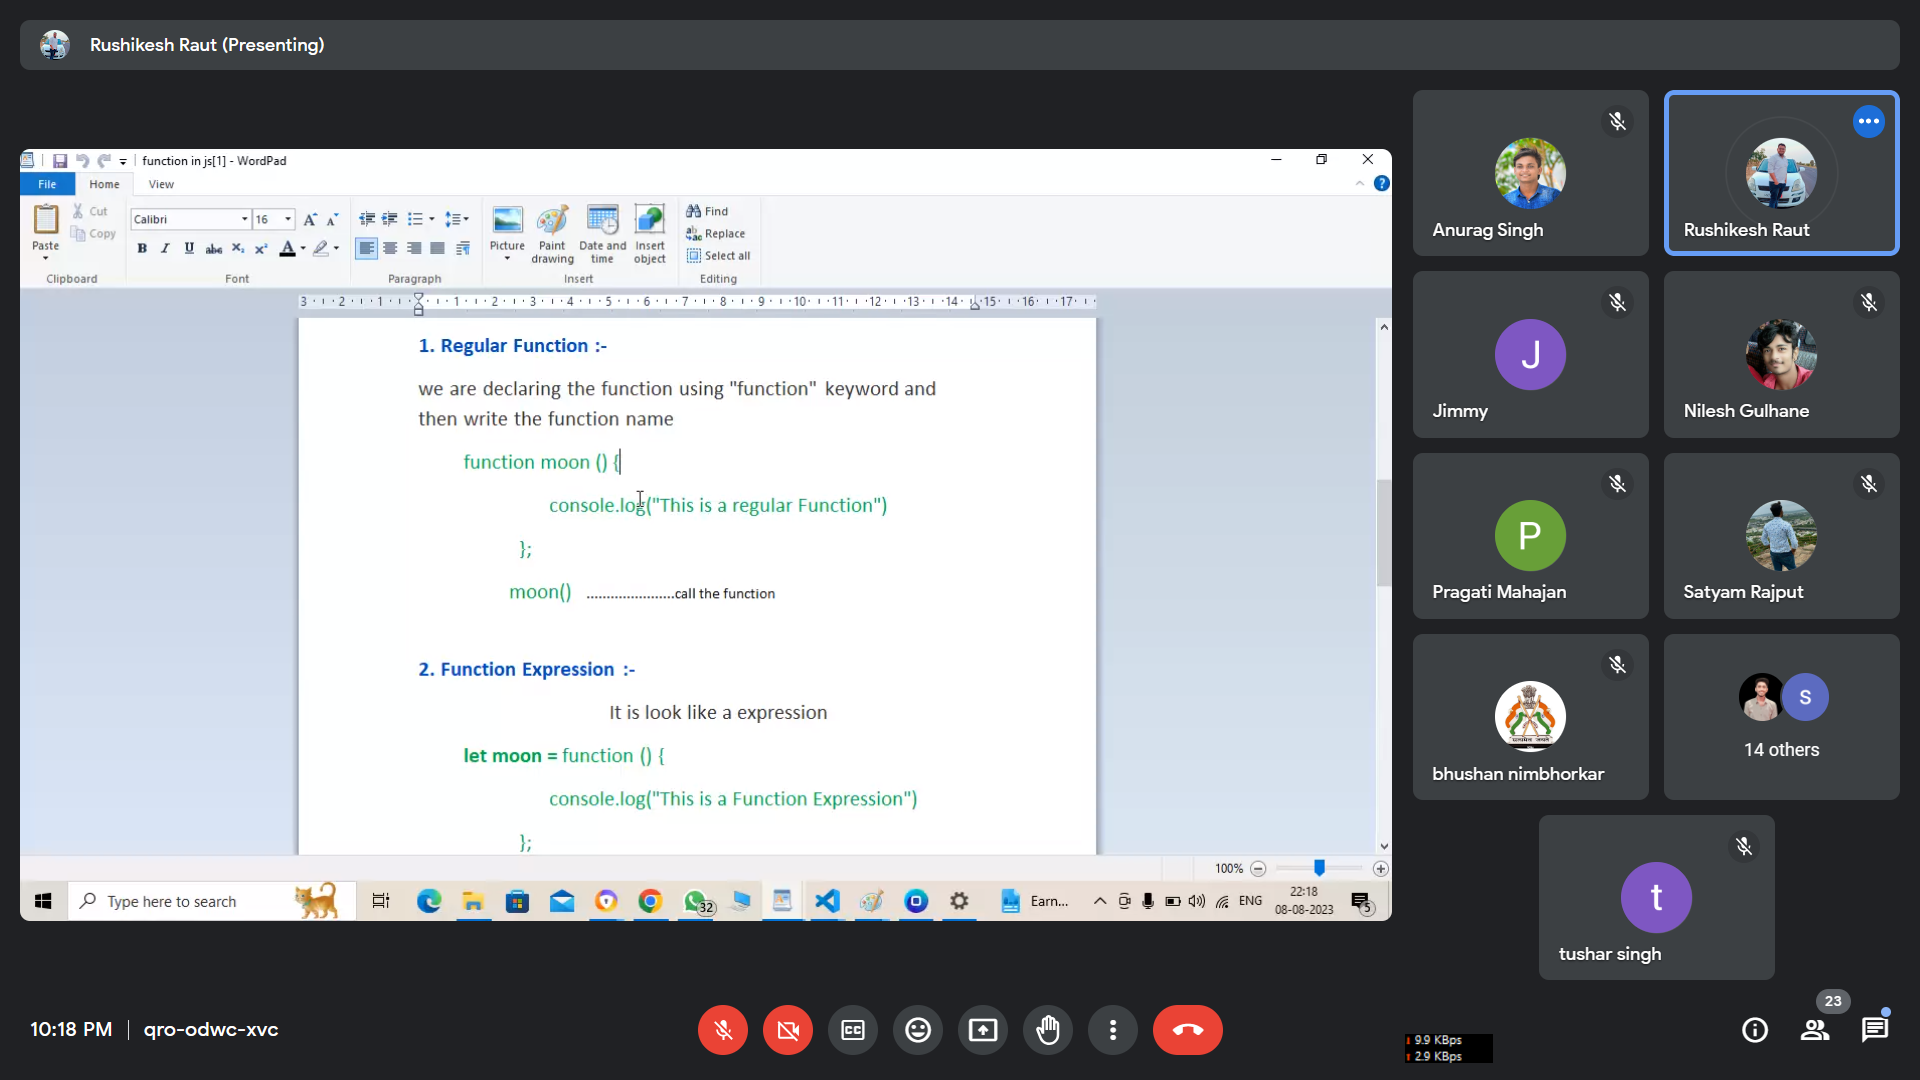 Rushikesh Raut (Presenting)
function in js[1] - WordPad
File Home View
Paste
Cut
Copy
Clipboard
Calibri 16
B I U abc X₂ X²
A
Font
Paragraph
Picture
Paint drawing
Date and time
Insert object
Insert
Find
Replace
Select all
Editing
3 2 1 1 2 3 4 5 6 7 8 9 10 11 12 13 14 15 16 17
1. Regular Function :-
we are declaring the function using "function" keyword and
then write the function name
function moon () {
console.log("This is a regular Function")
};
moon() ......................call the function
2. Function Expression :-
It is look like a expression
let moon = function () {
console.log("This is a Function Expression")
};
100%
Type here to search
32
Earn...
ENG
22:18
08-08-2023
5
Anurag Singh
Rushikesh Raut
J
Jimmy
Nilesh Gulhane
P
Pragati Mahajan
Satyam Rajput
bhushan nimbhorkar
S
14 others
t
tushar singh
10:18 PM | qro-odwc-xvc
CC
9.9 KBps
2.9 KBps
23